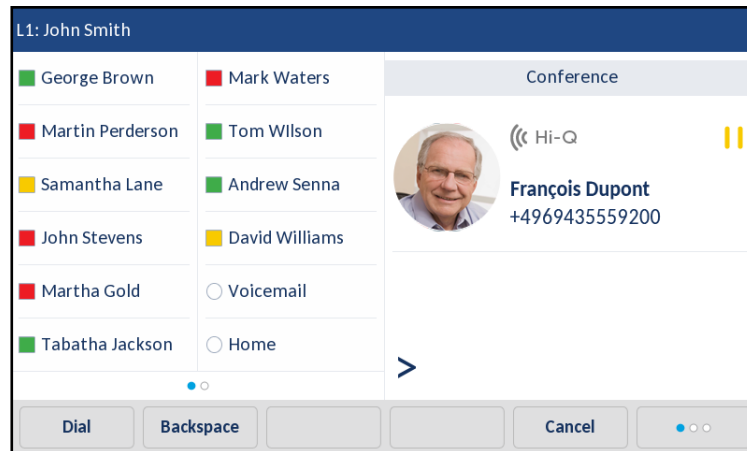 L1: John Smith
George Brown
Mark Waters
Martin Perderson
Tom WIlson
Samantha Lane
Andrew Senna
John Stevens
David Williams
Martha Gold
Voicemail
Tabatha Jackson
Home
Conference
Hi-Q
François Dupont
+4969435559200
>
Dial
Backspace
Cancel